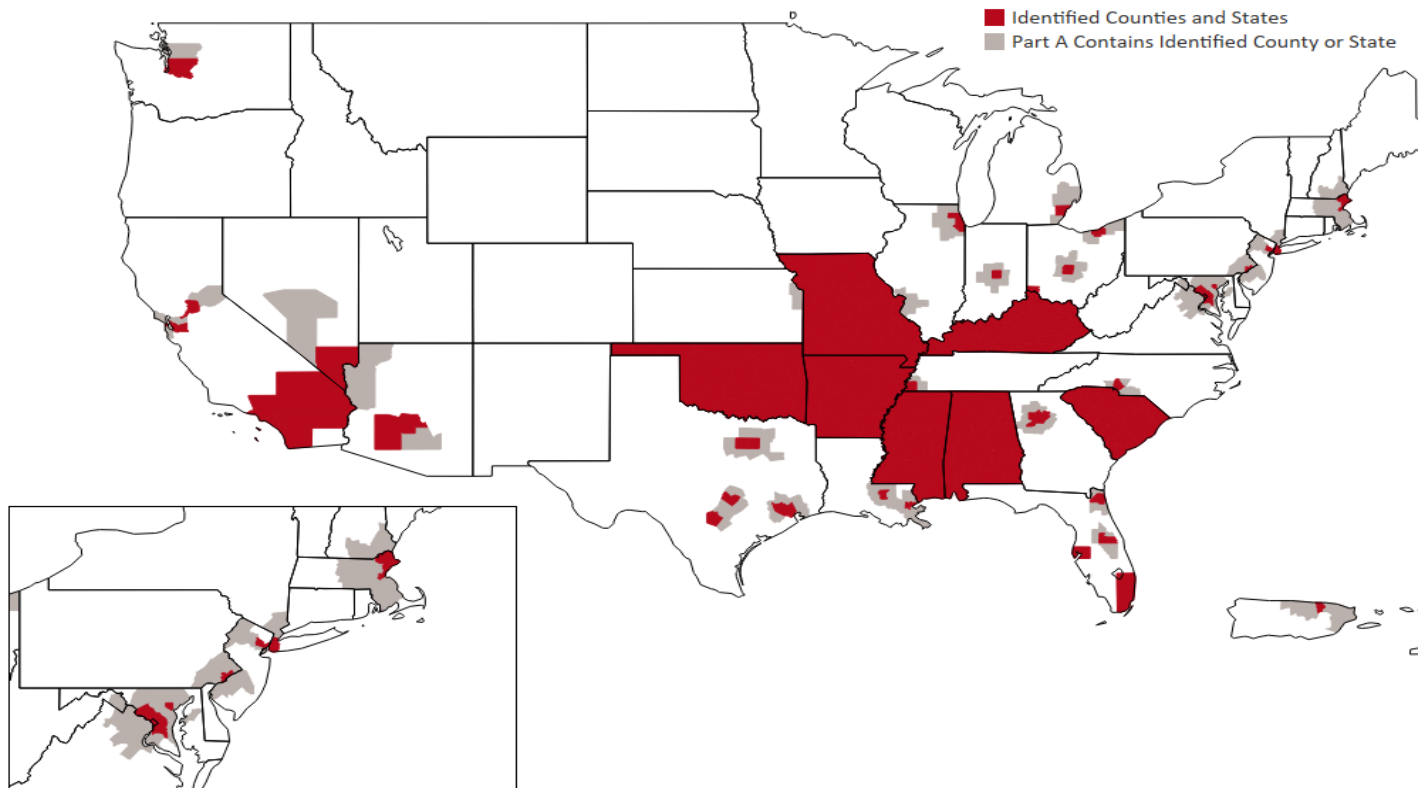 Identified Counties and States
Part A Contains Identified County or State